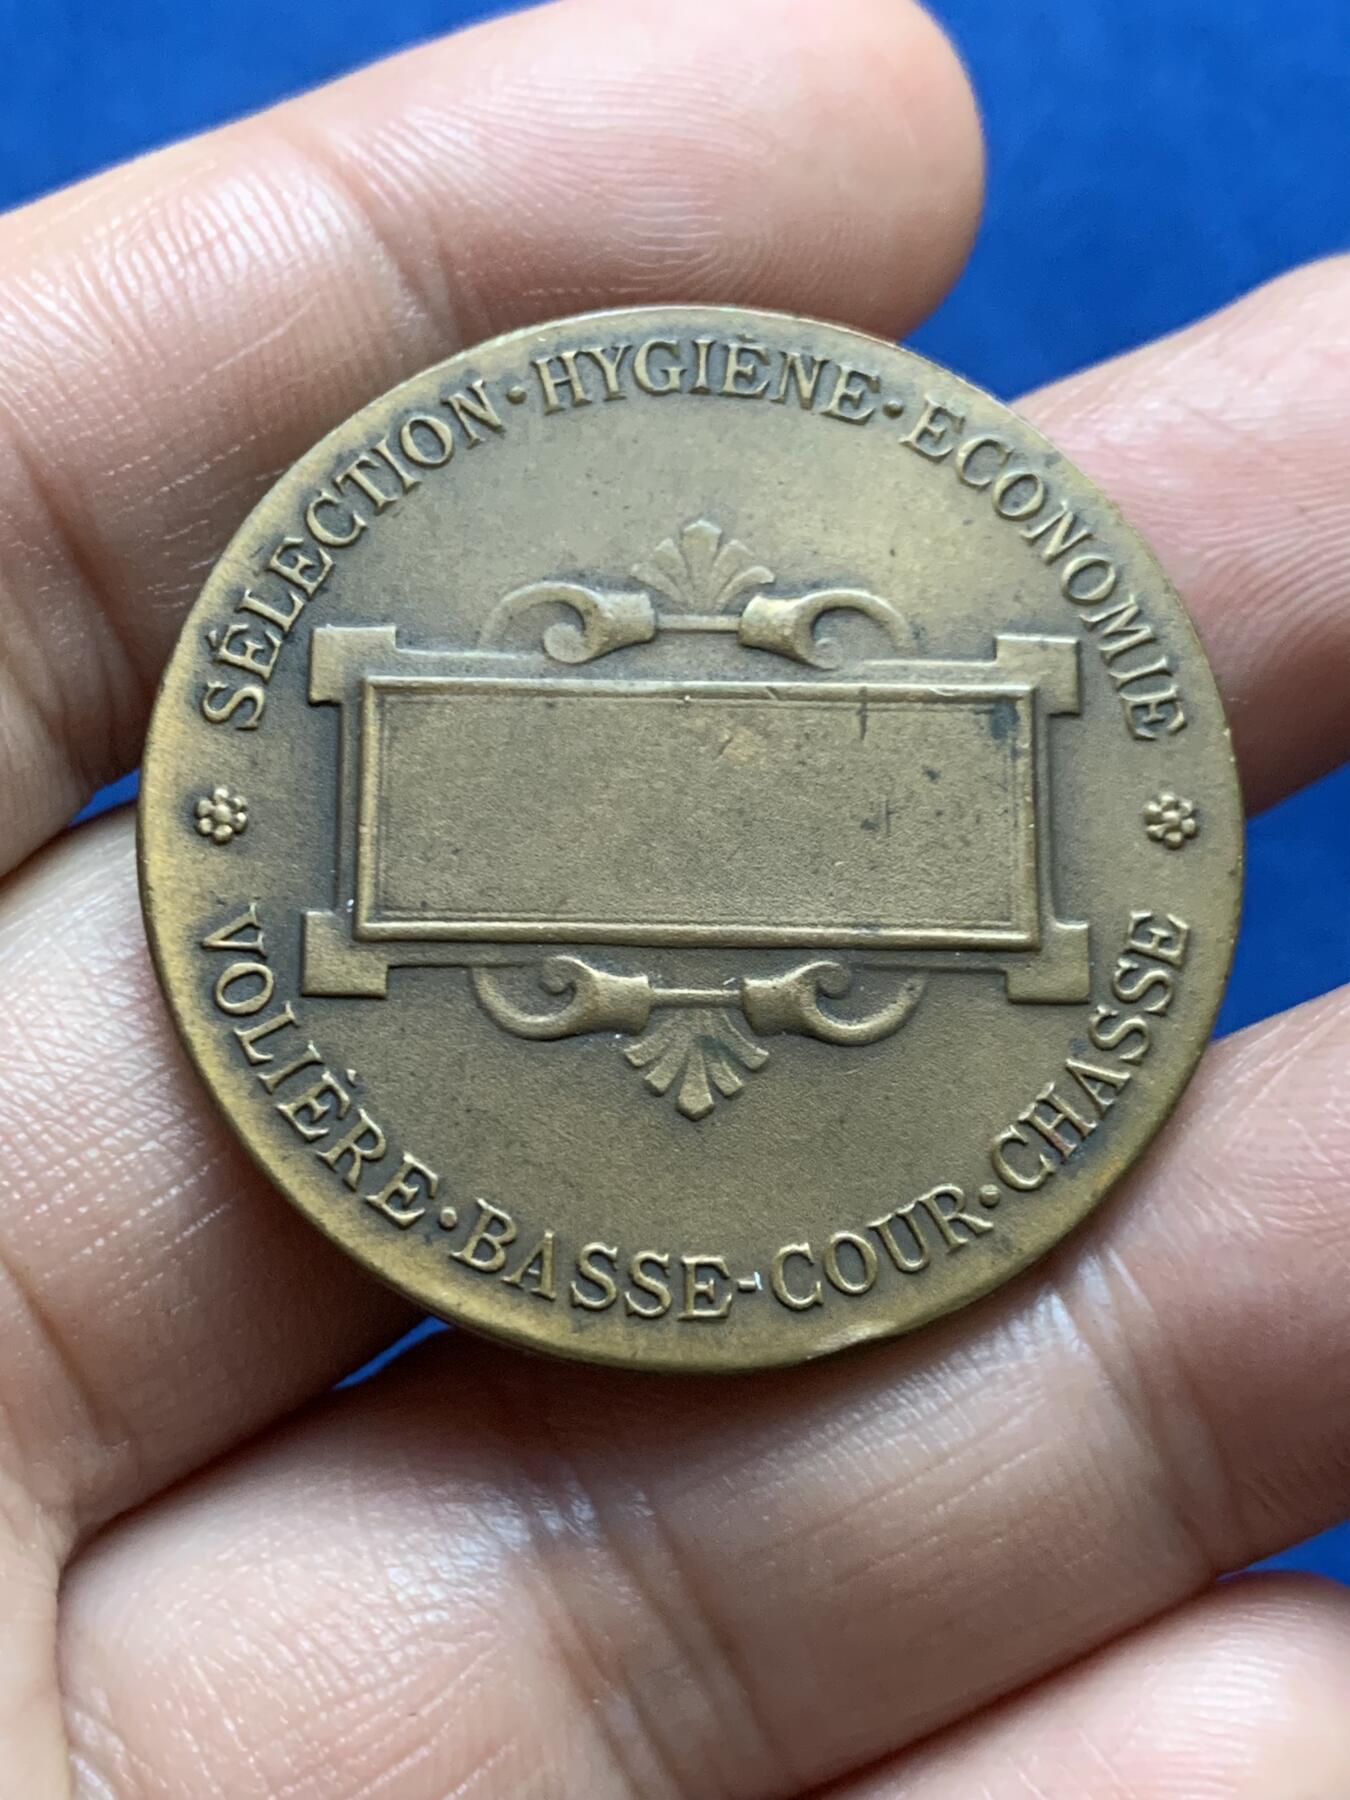 SÉLECTION · HYGIÈNE · ECONOMIE
VOLIÈRE · BASSE-COUR · CHASSE